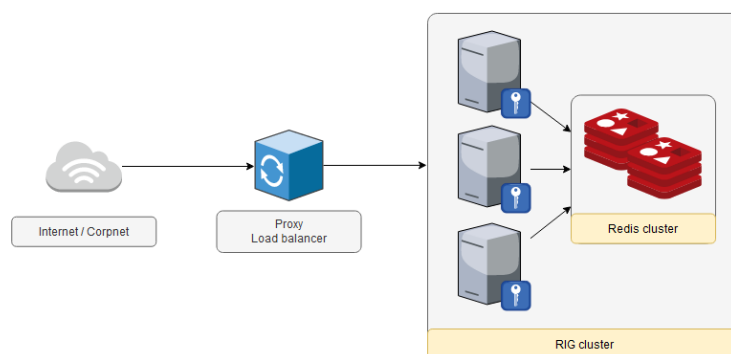 Internet / Corpnet
Proxy
Load balancer
Redis cluster
RIG cluster